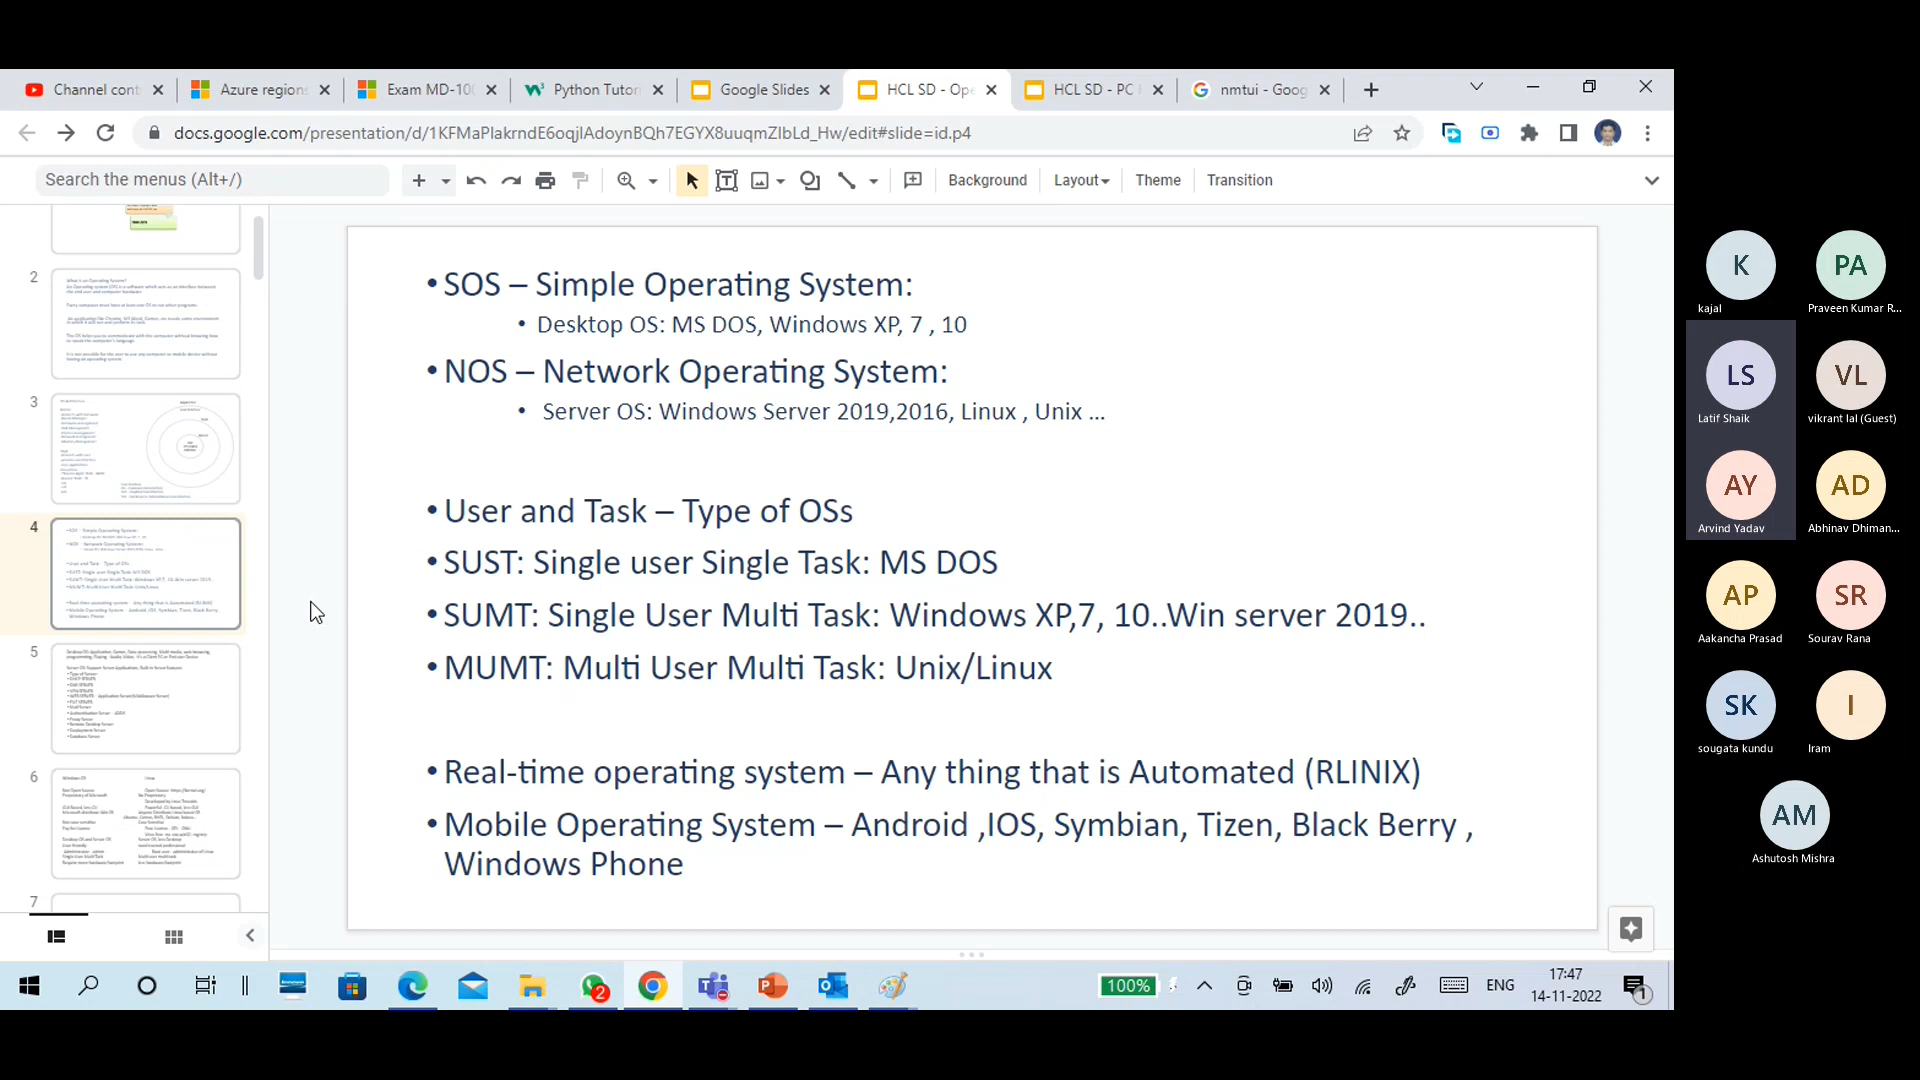 Channel cont
Azure region:
Exam MD-100
Python Tutor
Google Slides
HCL SD - Ope
HCL SD - PC
nmtui - Goog
docs.google.com/presentation/d/1KFMaPlakrndE6oqjlAdoynBQh7EGYX8uuqmZlbLd_Hw/edit#slide=id.p4
Search the menus (Alt+/)
Background
Layout
Theme
Transition
2
3
4
5
6
7
• SOS – Simple Operating System:
• Desktop OS: MS DOS, Windows XP, 7 , 10
• NOS – Network Operating System:
• Server OS: Windows Server 2019,2016, Linux , Unix ...
• User and Task – Type of OSs
• SUST: Single user Single Task: MS DOS
• SUMT: Single User Multi Task: Windows XP,7, 10..Win server 2019..
• MUMT: Multi User Multi Task: Unix/Linux
• Real-time operating system – Any thing that is Automated (RLINIX)
• Mobile Operating System – Android ,IOS, Symbian, Tizen, Black Berry ,
Windows Phone
K
kajal
PA
Praveen Kumar R...
LS
Latif Shaik
VL
vikrant lal (Guest)
AY
Arvind Yadav
AD
Abhinav Dhiman...
AP
Aakancha Prasad
SR
Sourav Rana
SK
sougata kundu
I
Iram
AM
Ashutosh Mishra
2
100%
ENG
17:47
14-11-2022
1